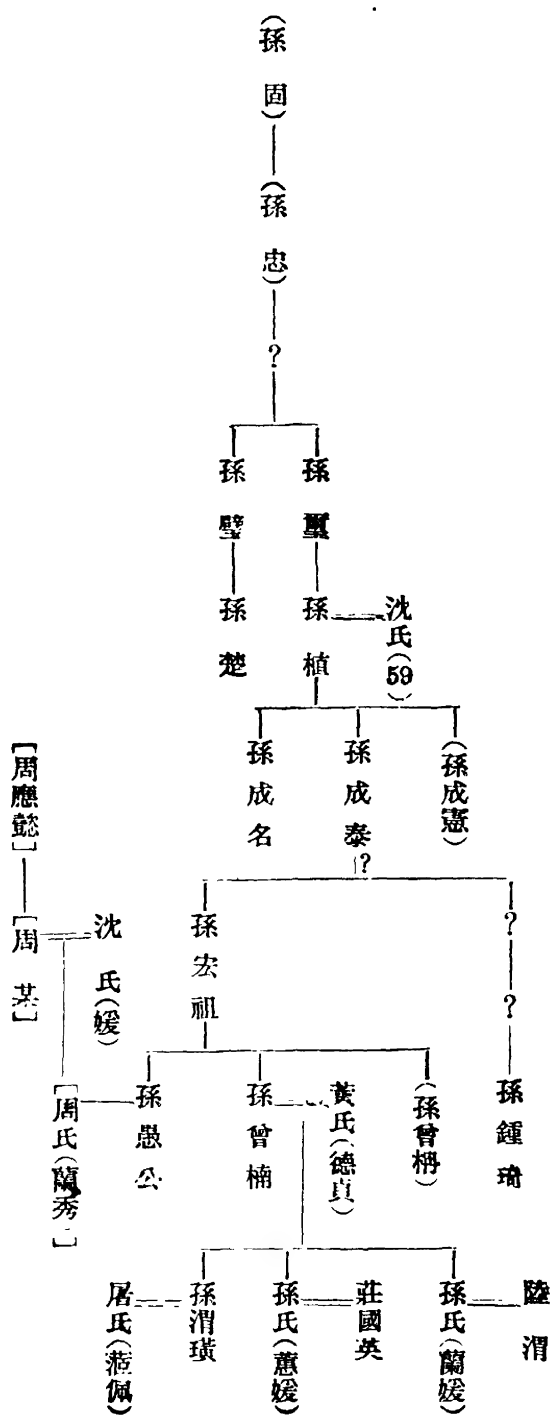 (孫固)
(孫忠)
?
孫璽
孫璧
孫植
沈氏(59)
孫楚
(孫成憲)
孫成泰
孫成名
?
?
?
孫鍾琦
孫宏祖
沈氏(媛)
[周某]
[周應懿]
(孫曾枬)
黃氏(德貞)
孫曾楠
孫愚公
[周氏(蘭秀)]
陸渭
孫氏(蘭媛)
莊國英
孫氏(蕙媛)
孫渭璜
屠氏(茝佩)